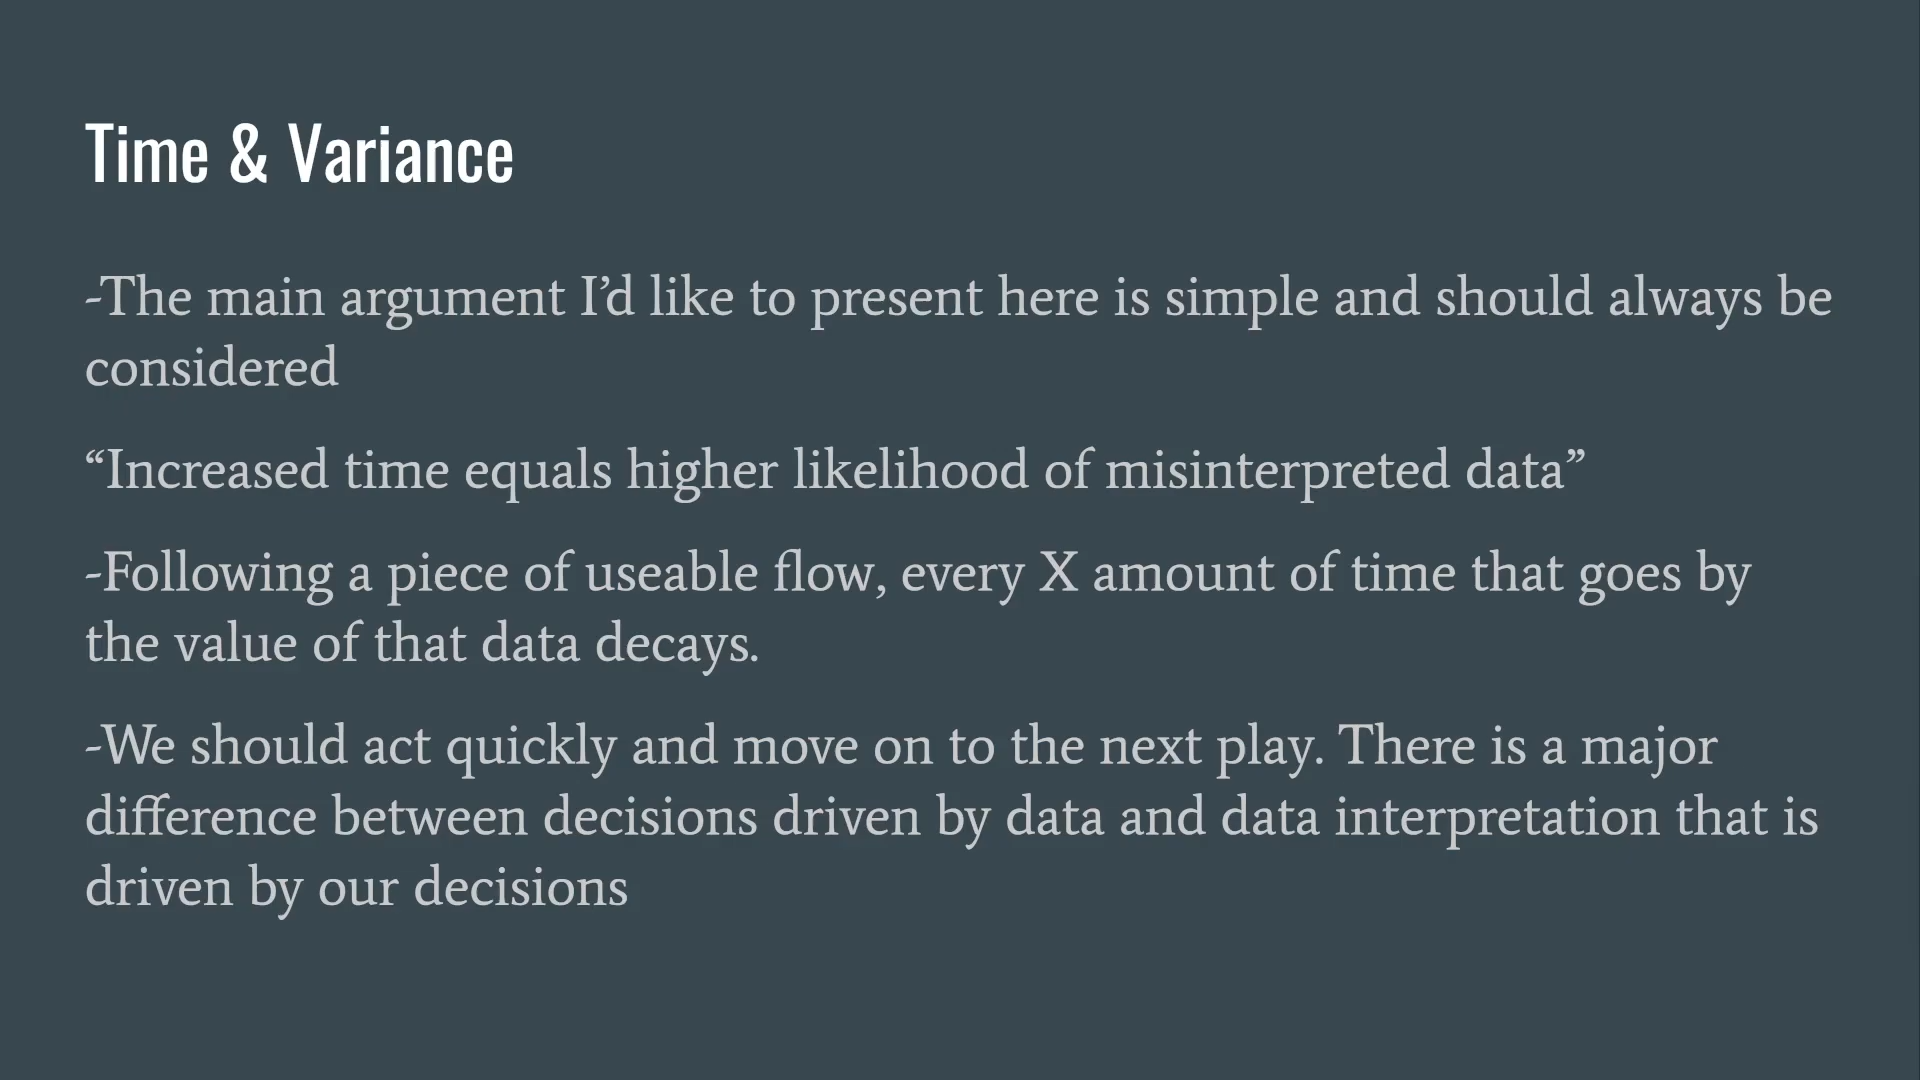 Time & Variance
-The main argument I’d like to present here is simple and should always be
considered
“Increased time equals higher likelihood of misinterpreted data”
-Following a piece of useable flow, every X amount of time that goes by
the value of that data decays.
-We should act quickly and move on to the next play. There is a major
difference between decisions driven by data and data interpretation that is
driven by our decisions